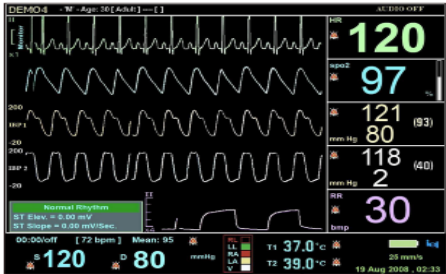 DEMO4 - 'N' - Age: 30 [ Adult ] ---- [ ]
AUDIO OFF
II
Monitor
X 1
HR
120
spo2
97
%
200
IBP 1
-20
121
80
(93)
mm Hg
200
IBP 2
-20
118
2
(40)
mm Hg
Normal Rhythm
ST Elev. = 0.00 mV
ST Slope = 0.00 mV/Sec.
RR
30
bmp
00:00/off [ 72 bpm ] Mean: 95
S 120 D 80 mmHg
RL
LL
RA
LA
V
T1 37.0 °C
T2 39.0 °C
25 mm/s
19 Aug 2008 , 02:33